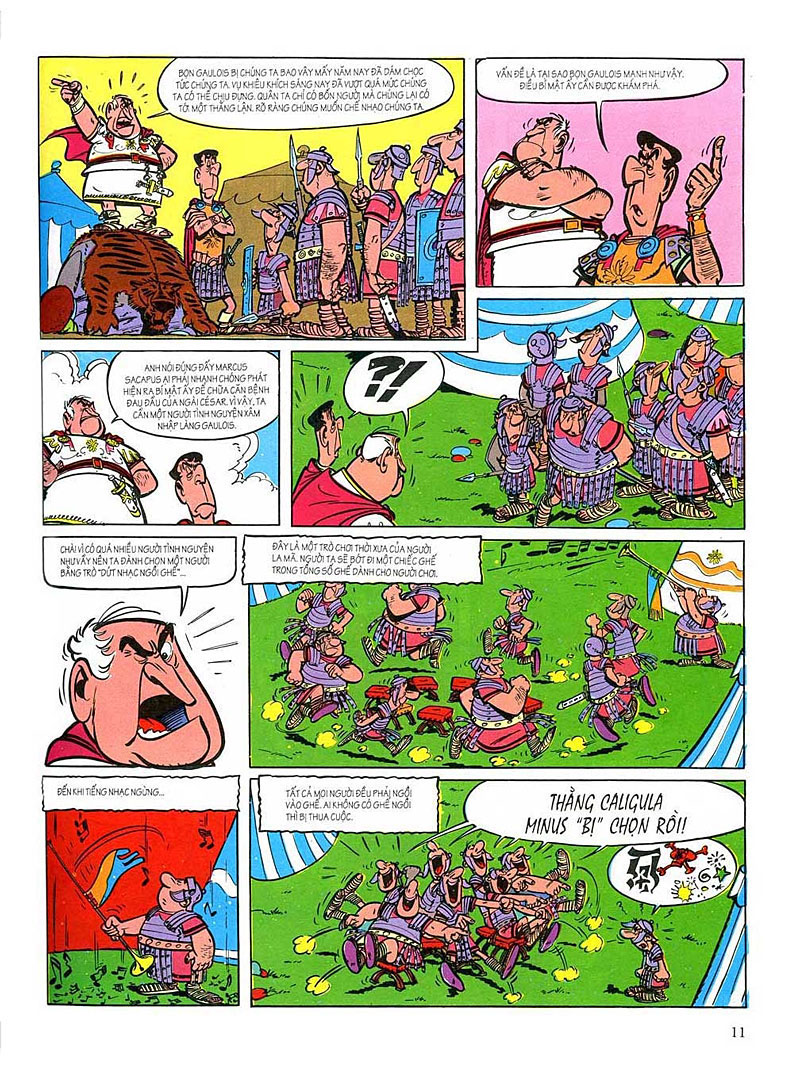 BỌN GAULOIS BỊ CHÚNG TA BAO VÂY MẤY NĂM NAY ĐÃ DÁM CHỌC
TỨC CHÚNG TA. VỤ KHIÊU KHÍCH SÁNG NAY ĐÃ VƯỢT QUÁ MỨC CHÚNG
TA CÓ THỂ CHỊU ĐỰNG. QUÂN TA CHỈ CÓ BỐN NGƯỜI MÀ CHÚNG LẠI CÓ
TỚI MỘT THẰNG LẬN. RÕ RÀNG CHÚNG MUỐN CHẾ NHẠO CHÚNG TA.
VẤN ĐỀ LÀ TẠI SAO BỌN GAULOIS MẠNH NHƯ VẬY.
ĐIỀU BÍ MẬT ẤY CẦN ĐƯỢC KHÁM PHÁ.
ANH NÓI ĐÚNG ĐẤY MARCUS
SACAPUS ẠI PHẢI NHANH CHÓNG PHÁT
HIỆN RA BÍ MẬT ẤY ĐỂ CHỮA CĂN BỆNH
ĐAU ĐẦU CỦA NGÀI CÉSAR. VÌ VẬY, TA
CẦN MỘT NGƯỜI TÌNH NGUYỆN XÂM
NHẬP LÀNG GAULOIS.
?!
CHÀ! VÌ CÓ QUÁ NHIỀU NGƯỜI TÌNH NGUYỆN
NHƯ VẬY NÊN TA ĐÀNH CHỌN MỘT NGƯỜI
BẰNG TRÒ "DỨT NHẠC NGỒI GHẾ"...
ĐÂY LÀ MỘT TRÒ CHƠI THỜI XƯA CỦA NGƯỜI
LA MÃ. NGƯỜI TA SẼ BỚT ĐI MỘT CHIẾC GHẾ
TRONG TỔNG SỐ GHẾ DÀNH CHO NGƯỜI CHƠI.
ĐẾN KHI TIẾNG NHẠC NGỪNG...
TẤT CẢ MỌI NGƯỜI ĐỀU PHẢI NGỒI
VÀO GHẾ. AI KHÔNG CÓ GHẾ NGỒI
THÌ BỊ THUA CUỘC.
THẰNG CALIGULA
MINUS "BỊ" CHỌN RỒI!
11